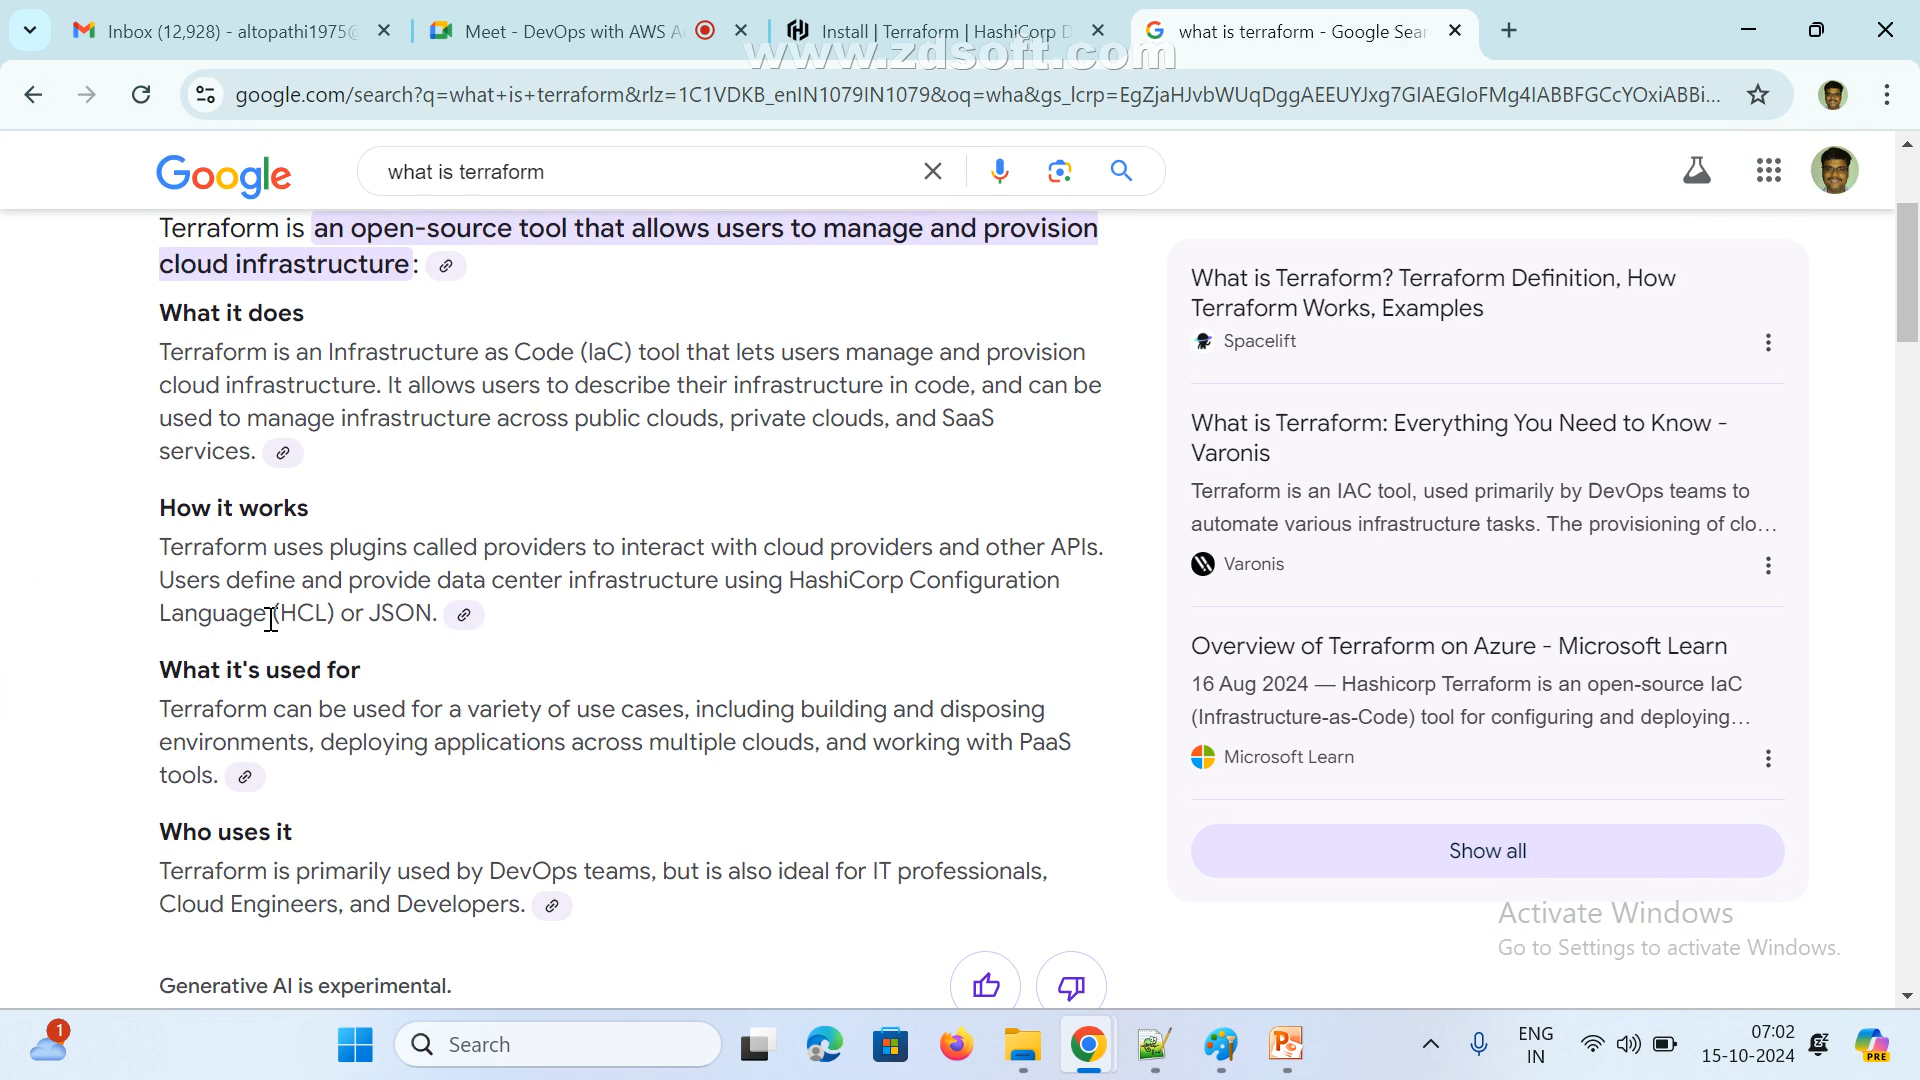 Inbox (12,928) - altopathi1975@
Meet - DevOps with AWS A
Install | Terraform | HashiCorp D
what is terraform - Google Sear
www.zdsoft.com
google.com/search?q=what+is+terraform&rlz=1C1VDKB_enIN1079IN1079&oq=wha&gs_lcrp=EgZjaHJvbWUqDggAEEUYJxg7GIAEGIoFMg4IABBFGCcYOxiABBi...
Google
what is terraform
Terraform is an open-source tool that allows users to manage and provision
cloud infrastructure:
What it does
Terraform is an Infrastructure as Code (IaC) tool that lets users manage and provision
cloud infrastructure. It allows users to describe their infrastructure in code, and can be
used to manage infrastructure across public clouds, private clouds, and SaaS
services.
How it works
Terraform uses plugins called providers to interact with cloud providers and other APIs.
Users define and provide data center infrastructure using HashiCorp Configuration
Language (HCL) or JSON.
What it's used for
Terraform can be used for a variety of use cases, including building and disposing
environments, deploying applications across multiple clouds, and working with PaaS
tools.
Who uses it
Terraform is primarily used by DevOps teams, but is also ideal for IT professionals,
Cloud Engineers, and Developers.
Generative AI is experimental.
What is Terraform? Terraform Definition, How
Terraform Works, Examples
Spacelift
What is Terraform: Everything You Need to Know -
Varonis
Terraform is an IAC tool, used primarily by DevOps teams to
automate various infrastructure tasks. The provisioning of clo...
Varonis
Overview of Terraform on Azure - Microsoft Learn
16 Aug 2024 — Hashicorp Terraform is an open-source IaC
(Infrastructure-as-Code) tool for configuring and deploying...
Microsoft Learn
Show all
Activate Windows
Go to Settings to activate Windows.
1
Search
ENG
IN
07:02
15-10-2024
PRE